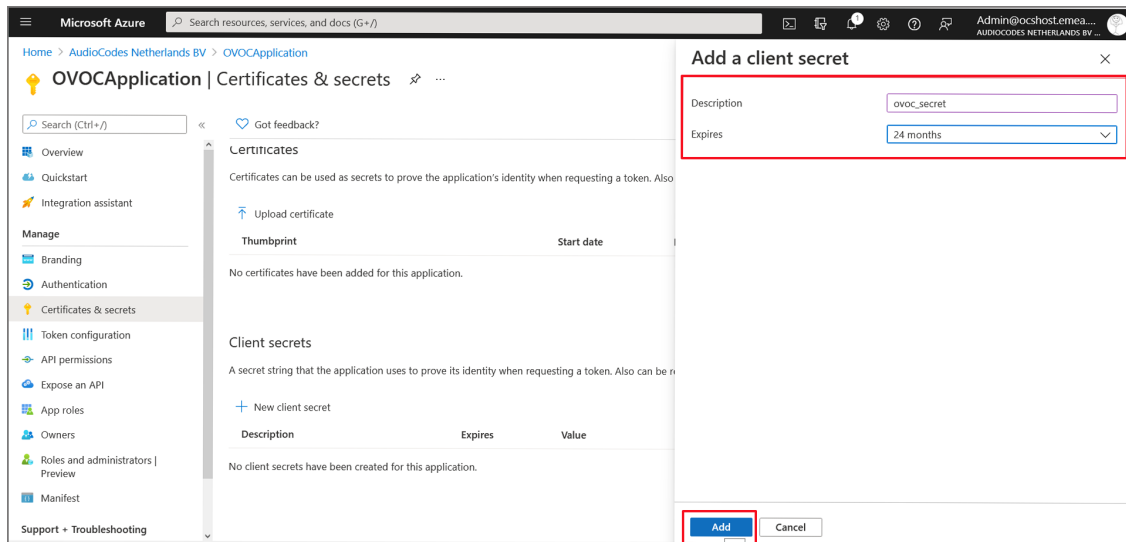 Microsoft Azure
Search resources, services, and docs (G+/)
1
Admin@ocshost.emea....
AUDIOCODES NETHERLANDS BV ...
Home > AudioCodes Netherlands BV > OVOCApplication
OVOCApplication | Certificates & secrets
...
Search (Ctrl+/)
«
Overview
Quickstart
Integration assistant
Manage
Branding
Authentication
Certificates & secrets
Token configuration
API permissions
Expose an API
App roles
Owners
Roles and administrators |
Preview
Manifest
Support + Troubleshooting
Got feedback?
Certificates
Certificates can be used as secrets to prove the application's identity when requesting a token. Also
Upload certificate
Thumbprint Start date
No certificates have been added for this application.
Client secrets
A secret string that the application uses to prove its identity when requesting a token. Also can be
New client secret
Description Expires Value
No client secrets have been created for this application.
Add a client secret
Description ovoc_secret
Expires 24 months
Add Cancel